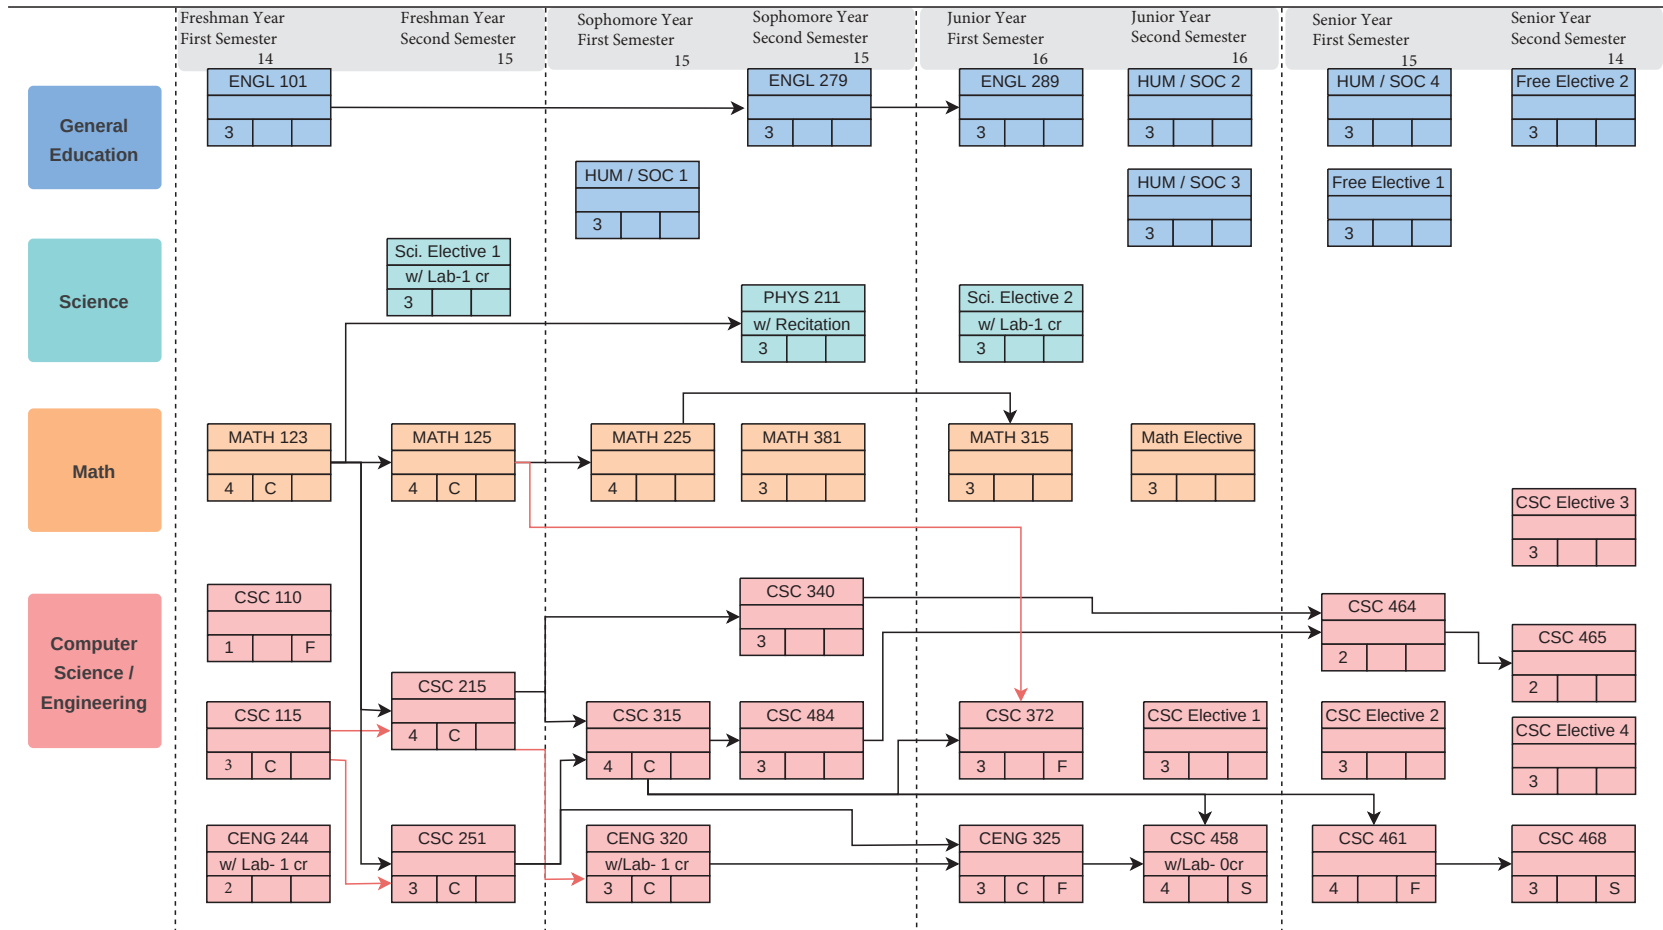 Freshman Year
First Semester
14
Freshman Year
Second Semester
15
Sophomore Year
First Semester
15
Sophomore Year
Second Semester
15
Junior Year
First Semester
16
Junior Year
Second Semester
16
Senior Year
First Semester
15
Senior Year
Second Semester
14
General
Education
ENGL 101
3
ENGL 279
3
ENGL 289
3
HUM / SOC 2
3
HUM / SOC 4
3
Free Elective 2
3
HUM / SOC 1
3
HUM / SOC 3
3
Free Elective 1
3
Science
Sci. Elective 1
w/ Lab-1 cr
3
PHYS 211
w/ Recitation
3
Sci. Elective 2
w/ Lab-1 cr
3
Math
MATH 123
4 C
MATH 125
4 C
MATH 225
4
MATH 381
3
MATH 315
3
Math Elective
3
Computer
Science /
Engineering
CSC Elective 3
3
CSC 110
1 F
CSC 340
3
CSC 464
2
CSC 465
2
CSC 115
3 C
CSC 215
4 C
CSC 315
4 C
CSC 484
3
CSC 372
3 F
CSC Elective 1
3
CSC Elective 2
3
CSC Elective 4
3
CENG 244
w/ Lab- 1 cr
2
CSC 251
3 C
CENG 320
w/Lab- 1 cr
3 C
CENG 325
3 C F
CSC 458
w/Lab- 0cr
4 S
CSC 461
4 F
CSC 468
3 S